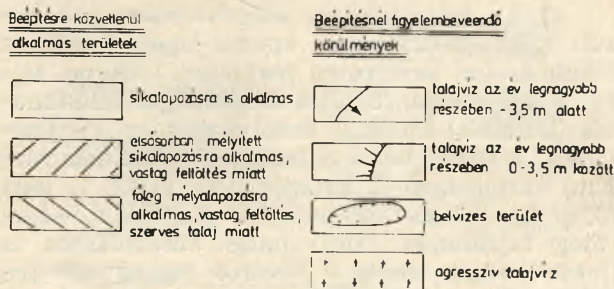 Beépítésre közvetlenül
alkalmas területek
síkalapozásra is alkalmas
elsősorban mélyített
síkalapozásra alkalmas,
vastag feltöltés miatt
főleg mélyalapozásra
alkalmas, vastag feltöltés,
szerves talaj miatt
Beépítésnél figyelembeveendő
körülmények
talajvíz az év legnagyobb
részében -3,5 m alatt
talajvíz az év legnagyobb
részében 0-3,5 m között
belvizes terület
agresszív talajvíz